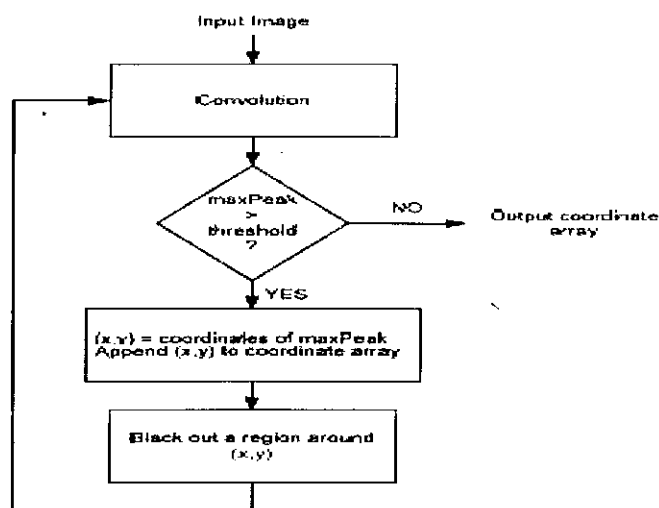 Input Image
Convolution
maxPeak
>
threshold
?
NO
Output coordinate
array
YES
(x,y) = coordinates of maxPeak
Append (x,y) to coordinate array
Black out a region around
(x,y)